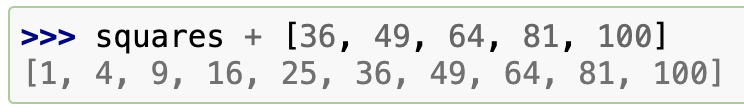 >>> squares + [36, 49, 64, 81, 100]
[1, 4, 9, 16, 25, 36, 49, 64, 81, 100]